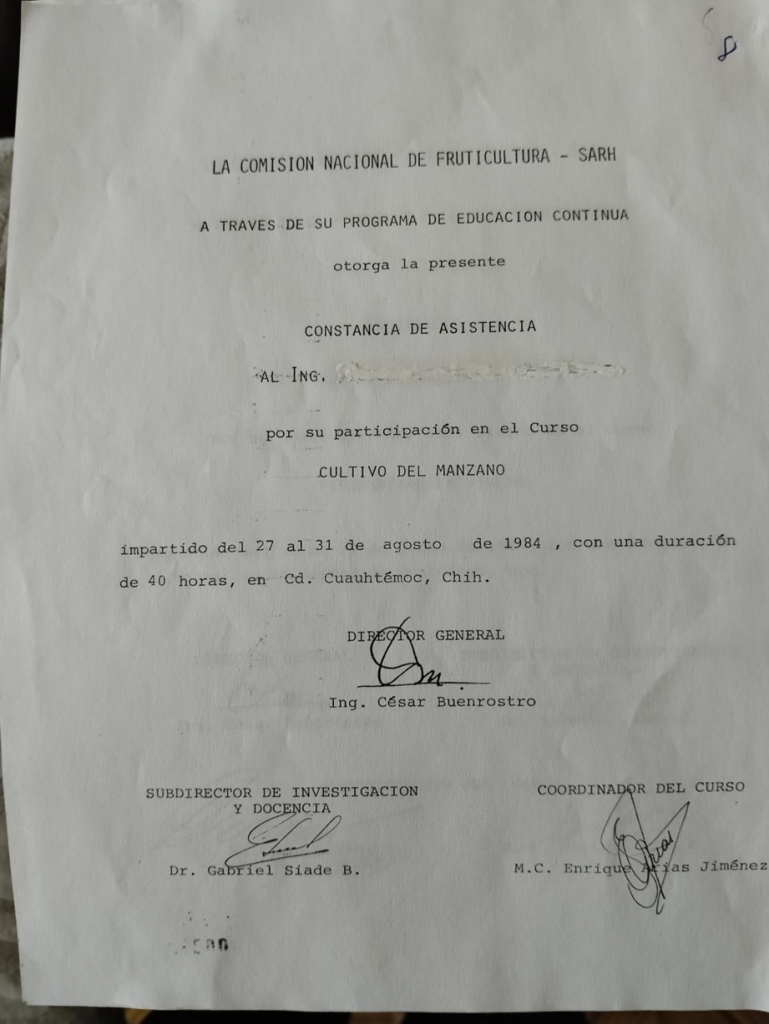 8
LA COMISION NACIONAL DE FRUTICULTURA - SARH
A TRAVES DE SU PROGRAMA DE EDUCACION CONTINUA
otorga la presente
CONSTANCIA DE ASISTENCIA
AL ING.
por su participación en el Curso
CULTIVO DEL MANZANO
impartido del 27 al 31 de agosto de 1984 , con una duración
de 40 horas, en Cd. Cuauhtémoc, Chih.
DIRECTOR GENERAL
Ing. César Buenrostro
SUBDIRECTOR DE INVESTIGACION
Y DOCENCIA
Dr. Gabriel Siade B.
COORDINADOR DEL CURSO
M.C. Enrique Arias Jiménez